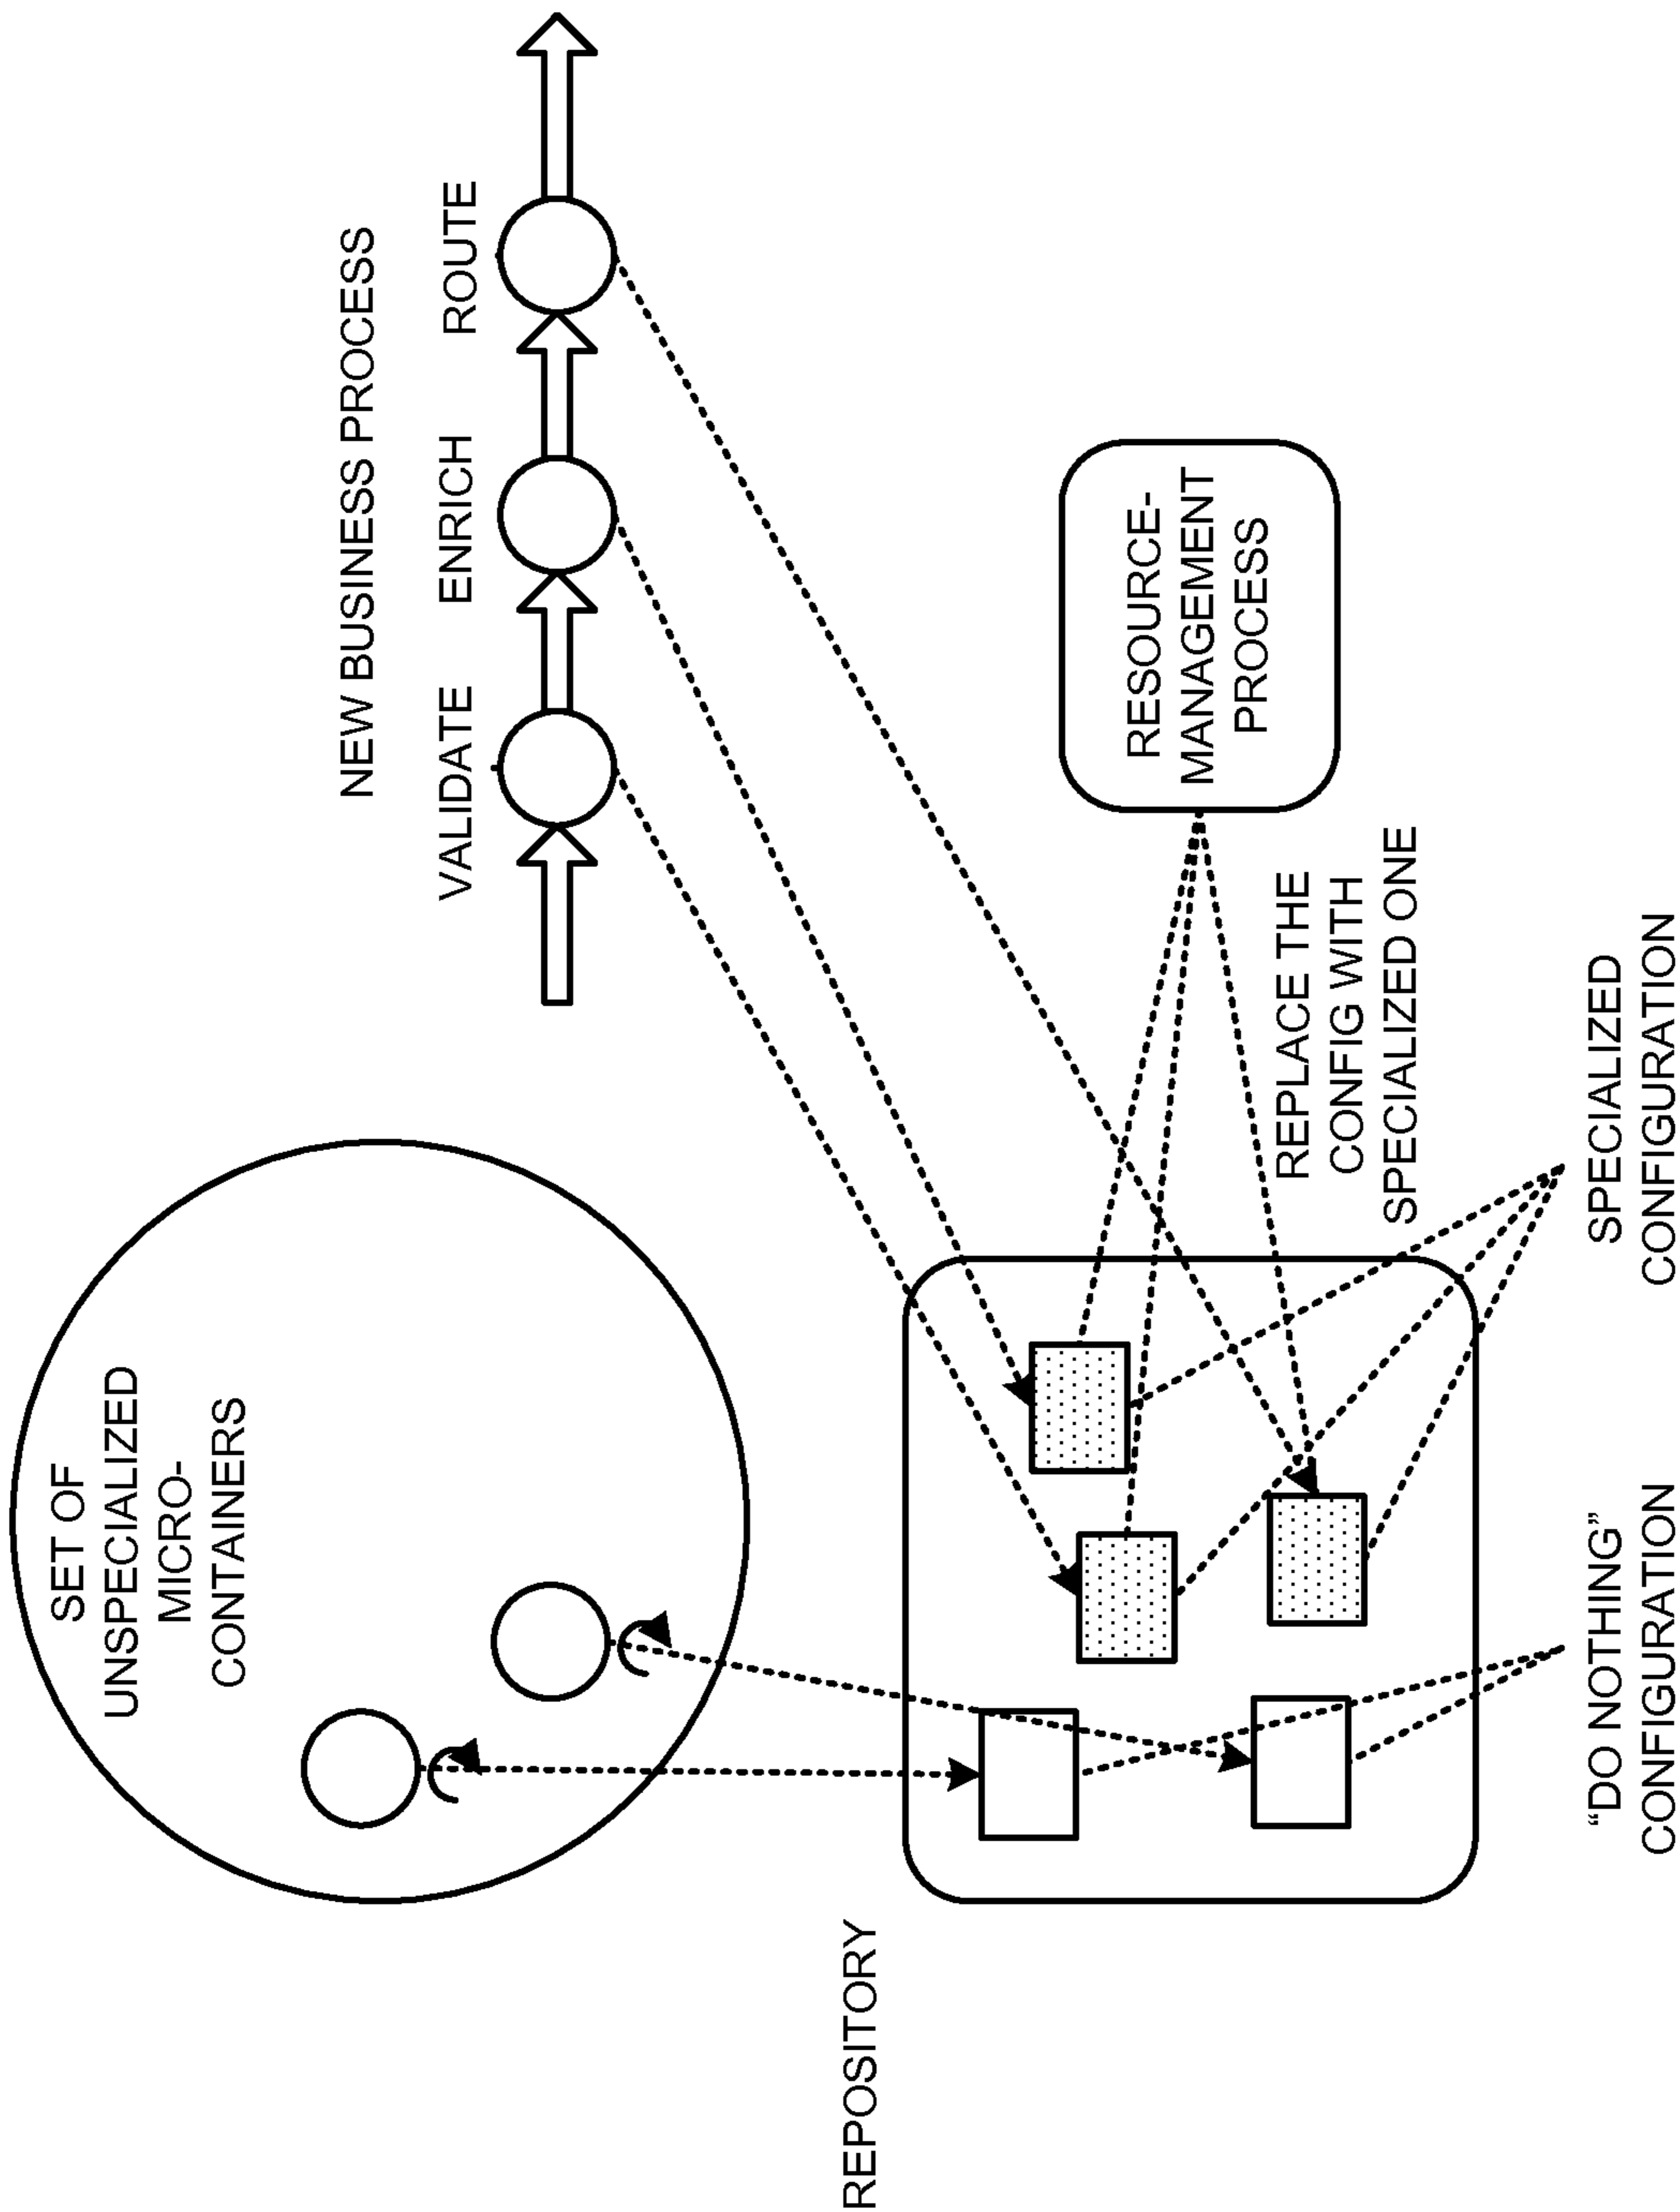 SET OF
UNSPECIALIZED
MICRO-
CONTAINERS
NEW BUSINESS PROCESS
VALIDATE
ENRICH
ROUTE
REPOSITORY
RESOURCE-
MANAGEMENT
PROCESS
REPLACE THE
CONFIG WITH
SPECIALIZED ONE
“DO NOTHING”
CONFIGURATION
SPECIALIZED
CONFIGURATION